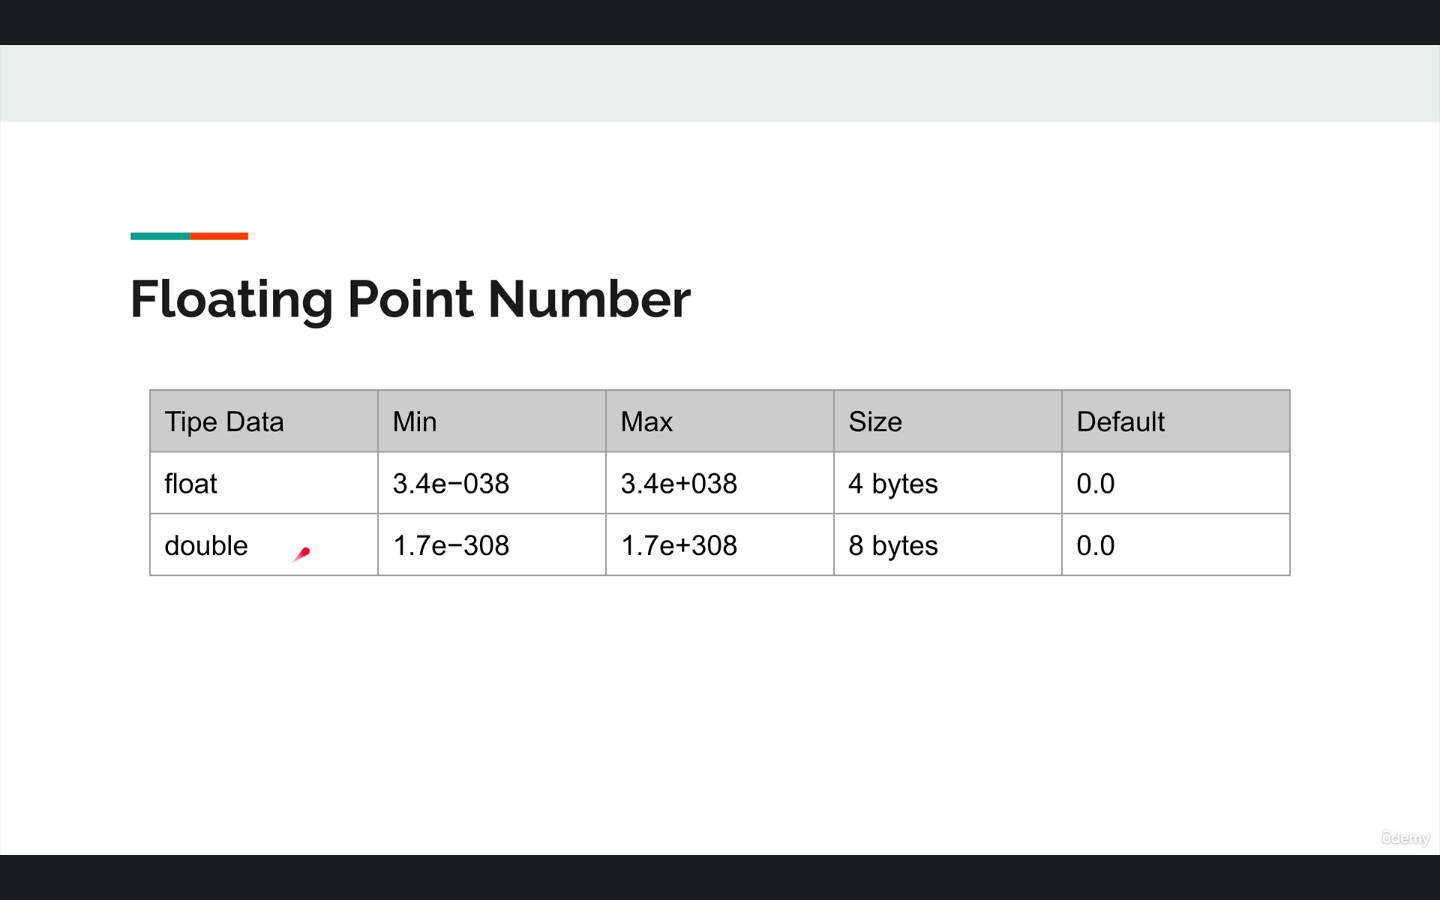 Floating Point Number
Tipe Data Min Max Size Default
float 3.4e−038 3.4e+038 4 bytes 0.0
double 1.7e−308 1.7e+308 8 bytes 0.0
ûdemy